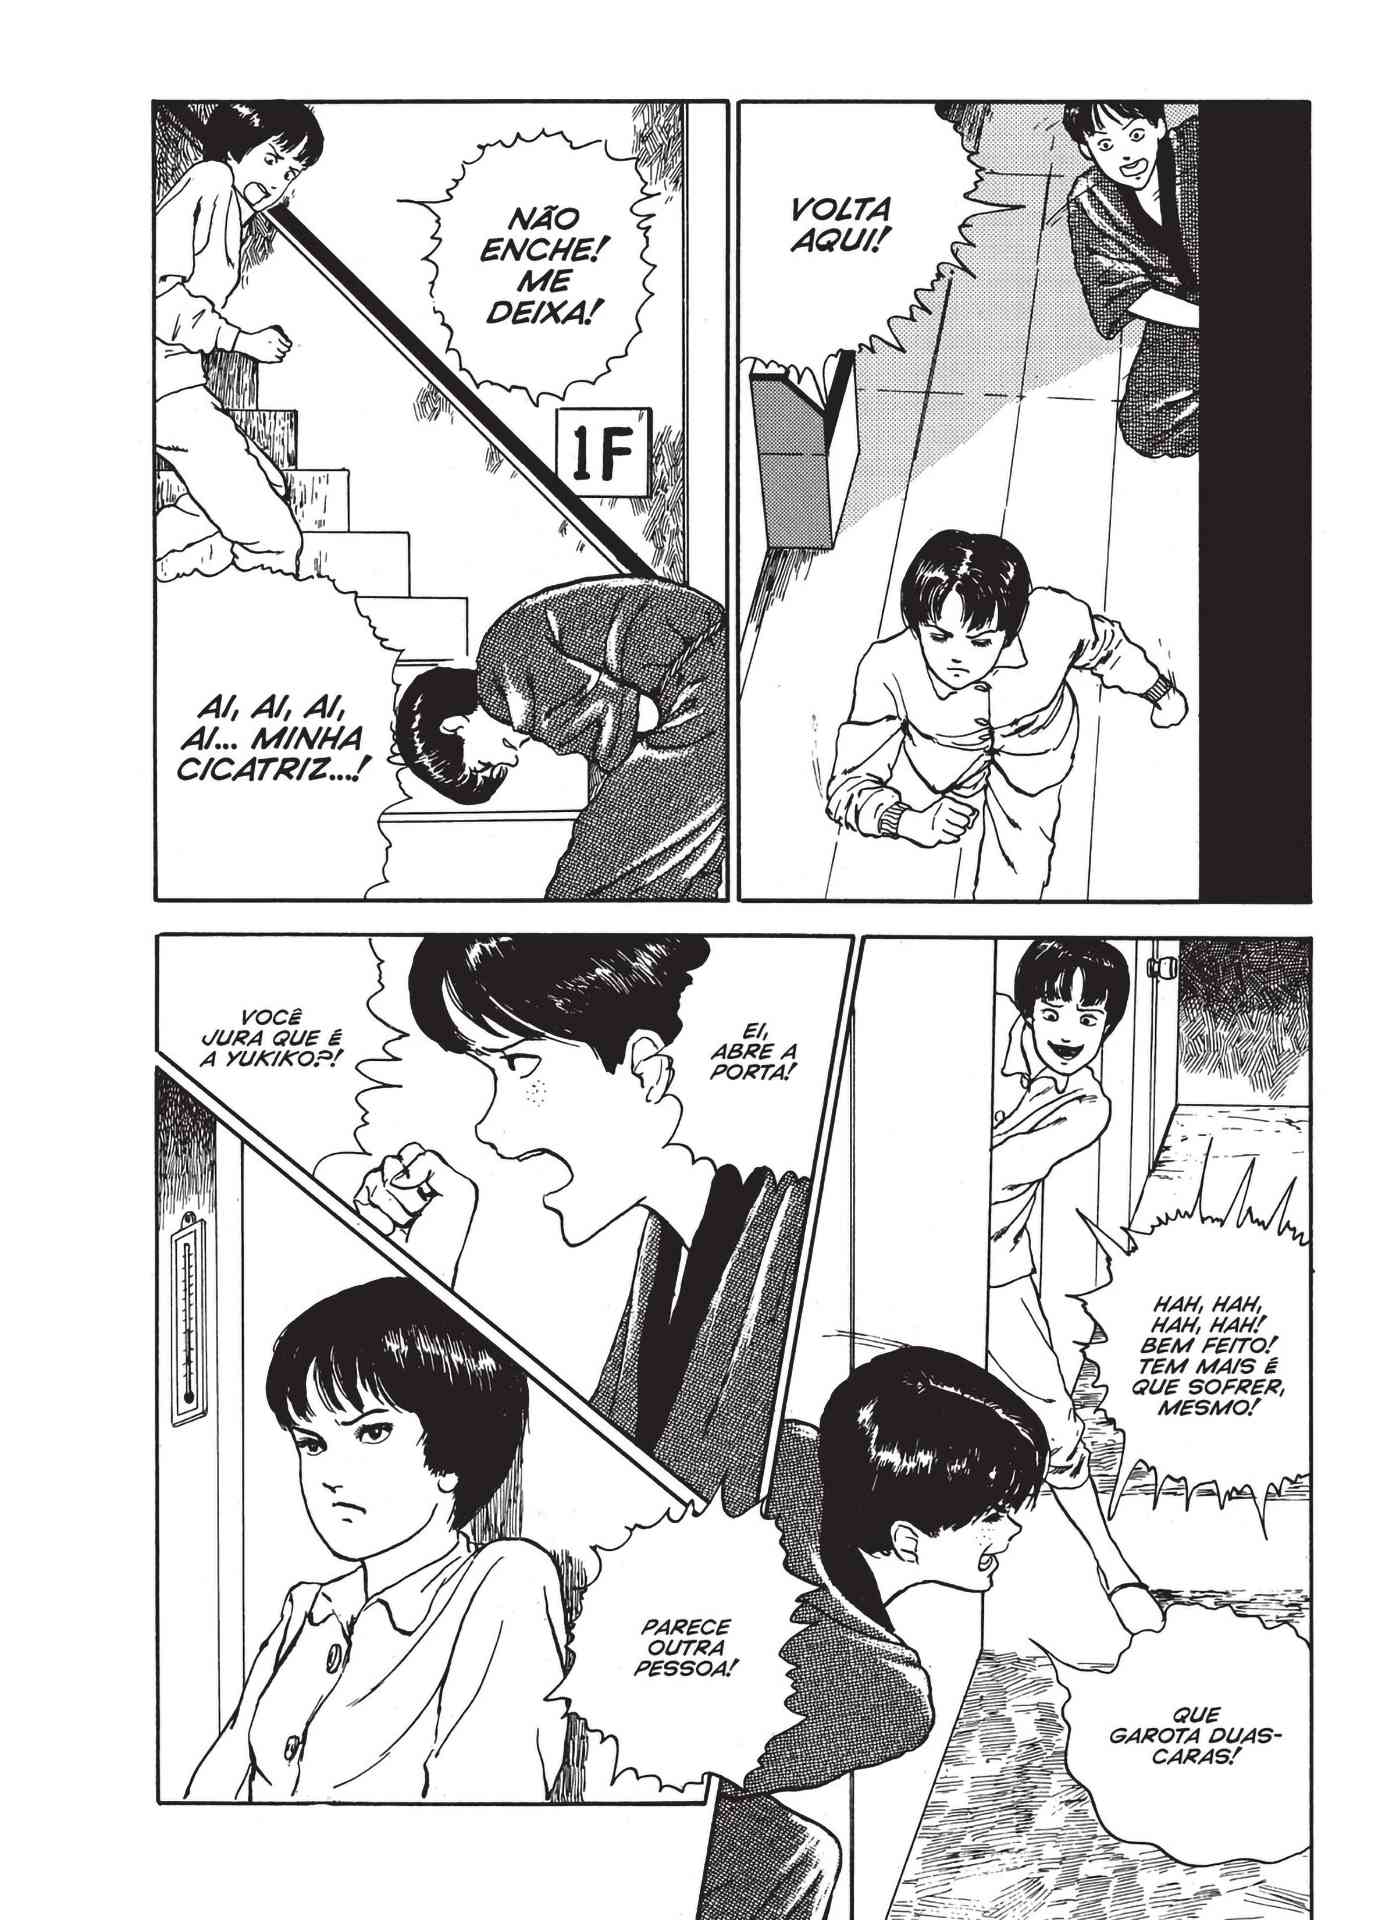 VOLTA
AQUI!
NÃO
ENCHE!
ME
DEIXA!
1F
AI, AI, AI,
AI... MINHA
CICATRIZ...!
HAH, HAH,
HAH, HAH!
BEM FEITO!
TEM MAIS É
QUE SOFRER,
MESMO!
QUE
GAROTA DUAS-
CARAS!
EI,
ABRE A
PORTA!
VOCÊ
JURA QUE É
A YUKIKO?!
PARECE
OUTRA
PESSOA!